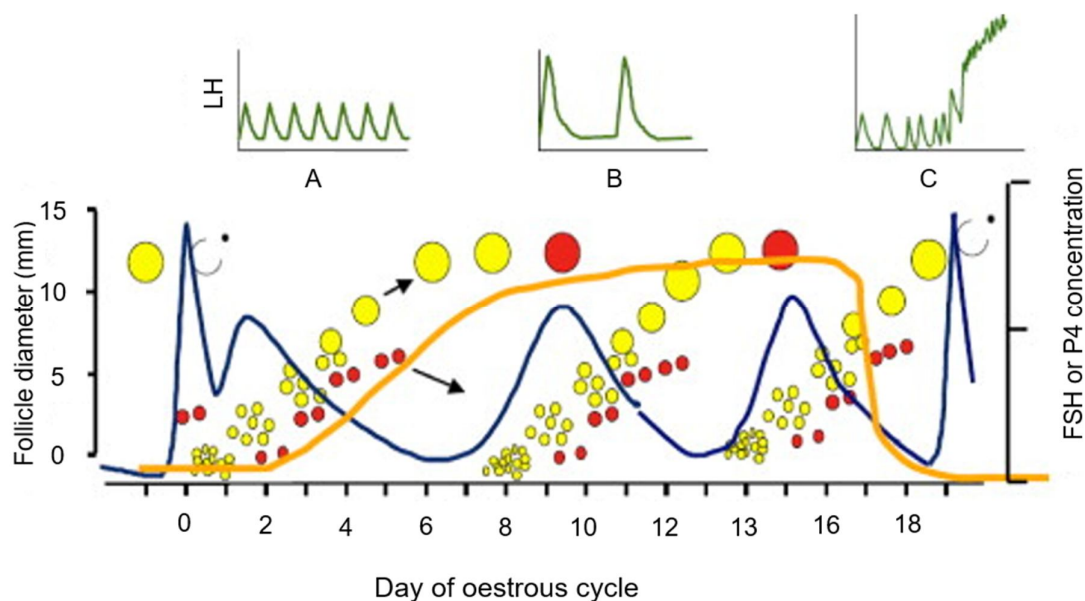 LH
A
B
C
Follicle diameter (mm)
15
10
5
0
FSH or P4 concentration
0 2 4 6 8 10 12 13 16 18
Day of oestrous cycle